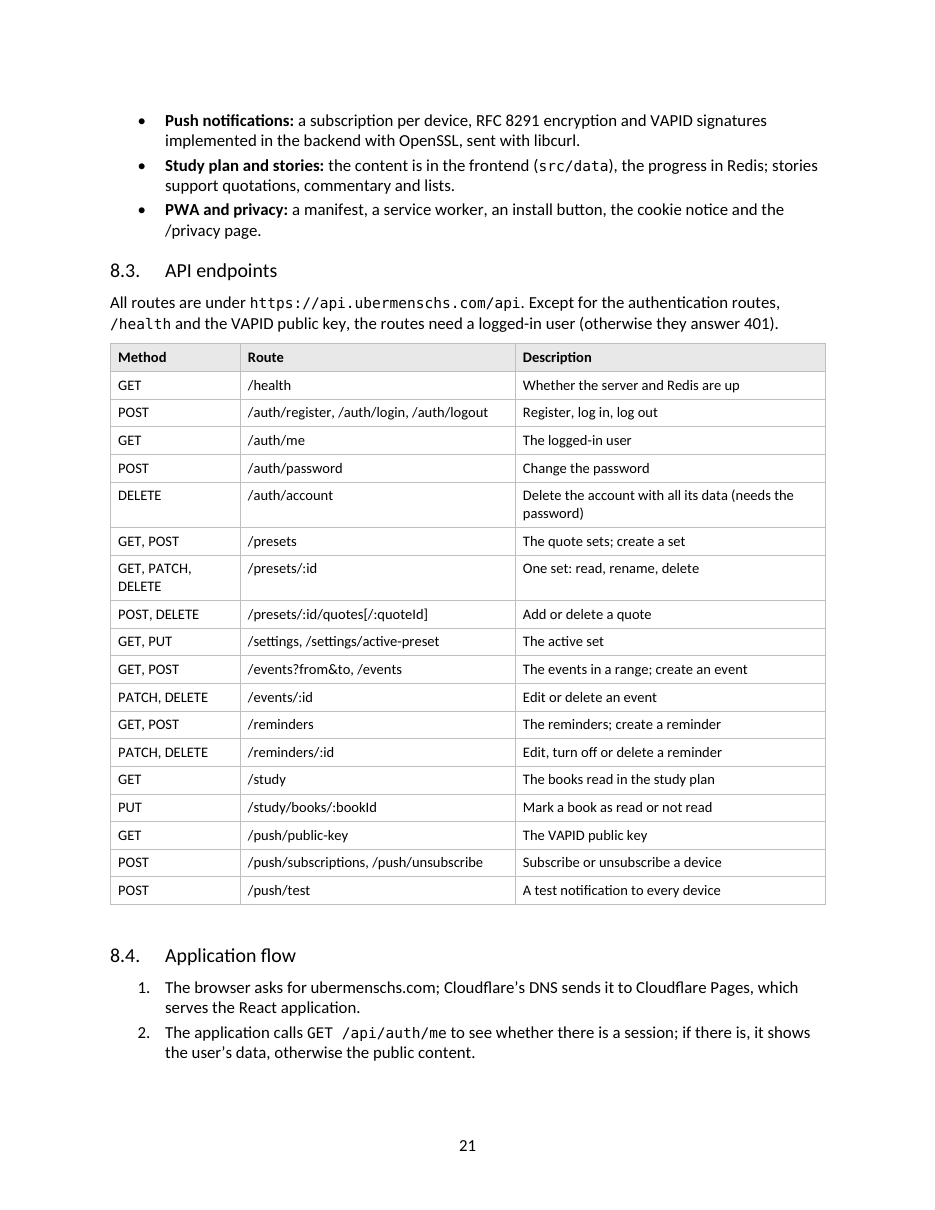 • Push notifications: a subscription per device, RFC 8291 encryption and VAPID signatures
implemented in the backend with OpenSSL, sent with libcurl.
• Study plan and stories: the content is in the frontend (src/data), the progress in Redis; stories
support quotations, commentary and lists.
• PWA and privacy: a manifest, a service worker, an install button, the cookie notice and the
/privacy page.
8.3. API endpoints
All routes are under https://api.ubermenschs.com/api. Except for the authentication routes,
/health and the VAPID public key, the routes need a logged-in user (otherwise they answer 401).
Method Route Description
GET /health Whether the server and Redis are up
POST /auth/register, /auth/login, /auth/logout Register, log in, log out
GET /auth/me The logged-in user
POST /auth/password Change the password
DELETE /auth/account Delete the account with all its data (needs the
password)
GET, POST /presets The quote sets; create a set
GET, PATCH, /presets/:id One set: read, rename, delete
DELETE
POST, DELETE /presets/:id/quotes[/:quoteId] Add or delete a quote
GET, PUT /settings, /settings/active-preset The active set
GET, POST /events?from&to, /events The events in a range; create an event
PATCH, DELETE /events/:id Edit or delete an event
GET, POST /reminders The reminders; create a reminder
PATCH, DELETE /reminders/:id Edit, turn off or delete a reminder
GET /study The books read in the study plan
PUT /study/books/:bookId Mark a book as read or not read
GET /push/public-key The VAPID public key
POST /push/subscriptions, /push/unsubscribe Subscribe or unsubscribe a device
POST /push/test A test notification to every device
8.4. Application flow
1. The browser asks for ubermenschs.com; Cloudflare’s DNS sends it to Cloudflare Pages, which
serves the React application.
2. The application calls GET /api/auth/me to see whether there is a session; if there is, it shows
the user’s data, otherwise the public content.
21